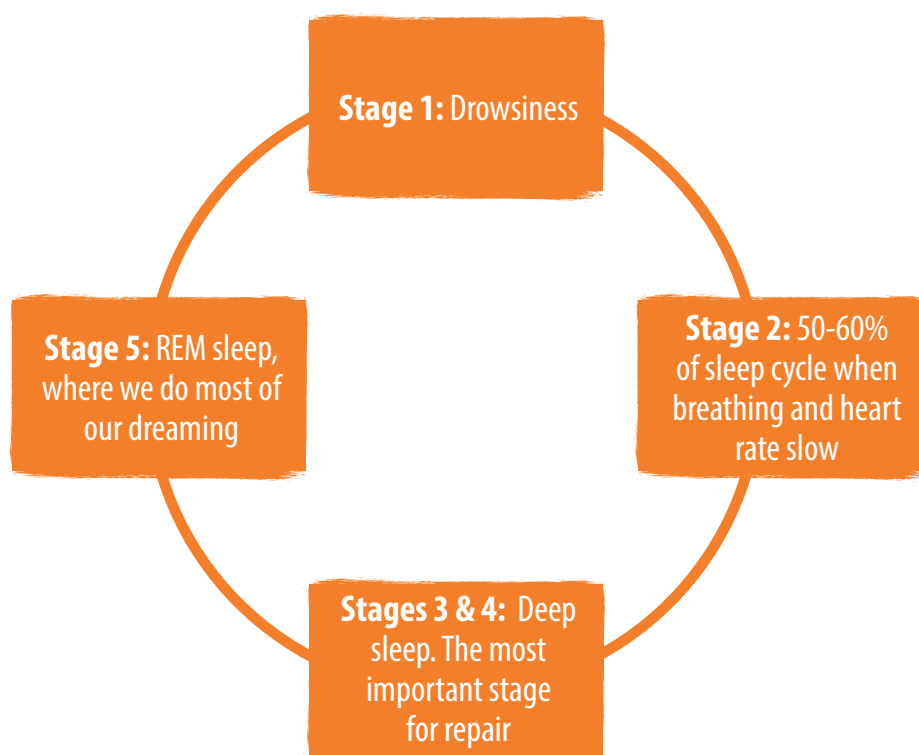 Stage 1: Drowsiness
Stage 2: 50-60%
of sleep cycle when
breathing and heart
rate slow
Stages 3 & 4: Deep
sleep. The most
important stage
for repair
Stage 5: REM sleep,
where we do most of
our dreaming